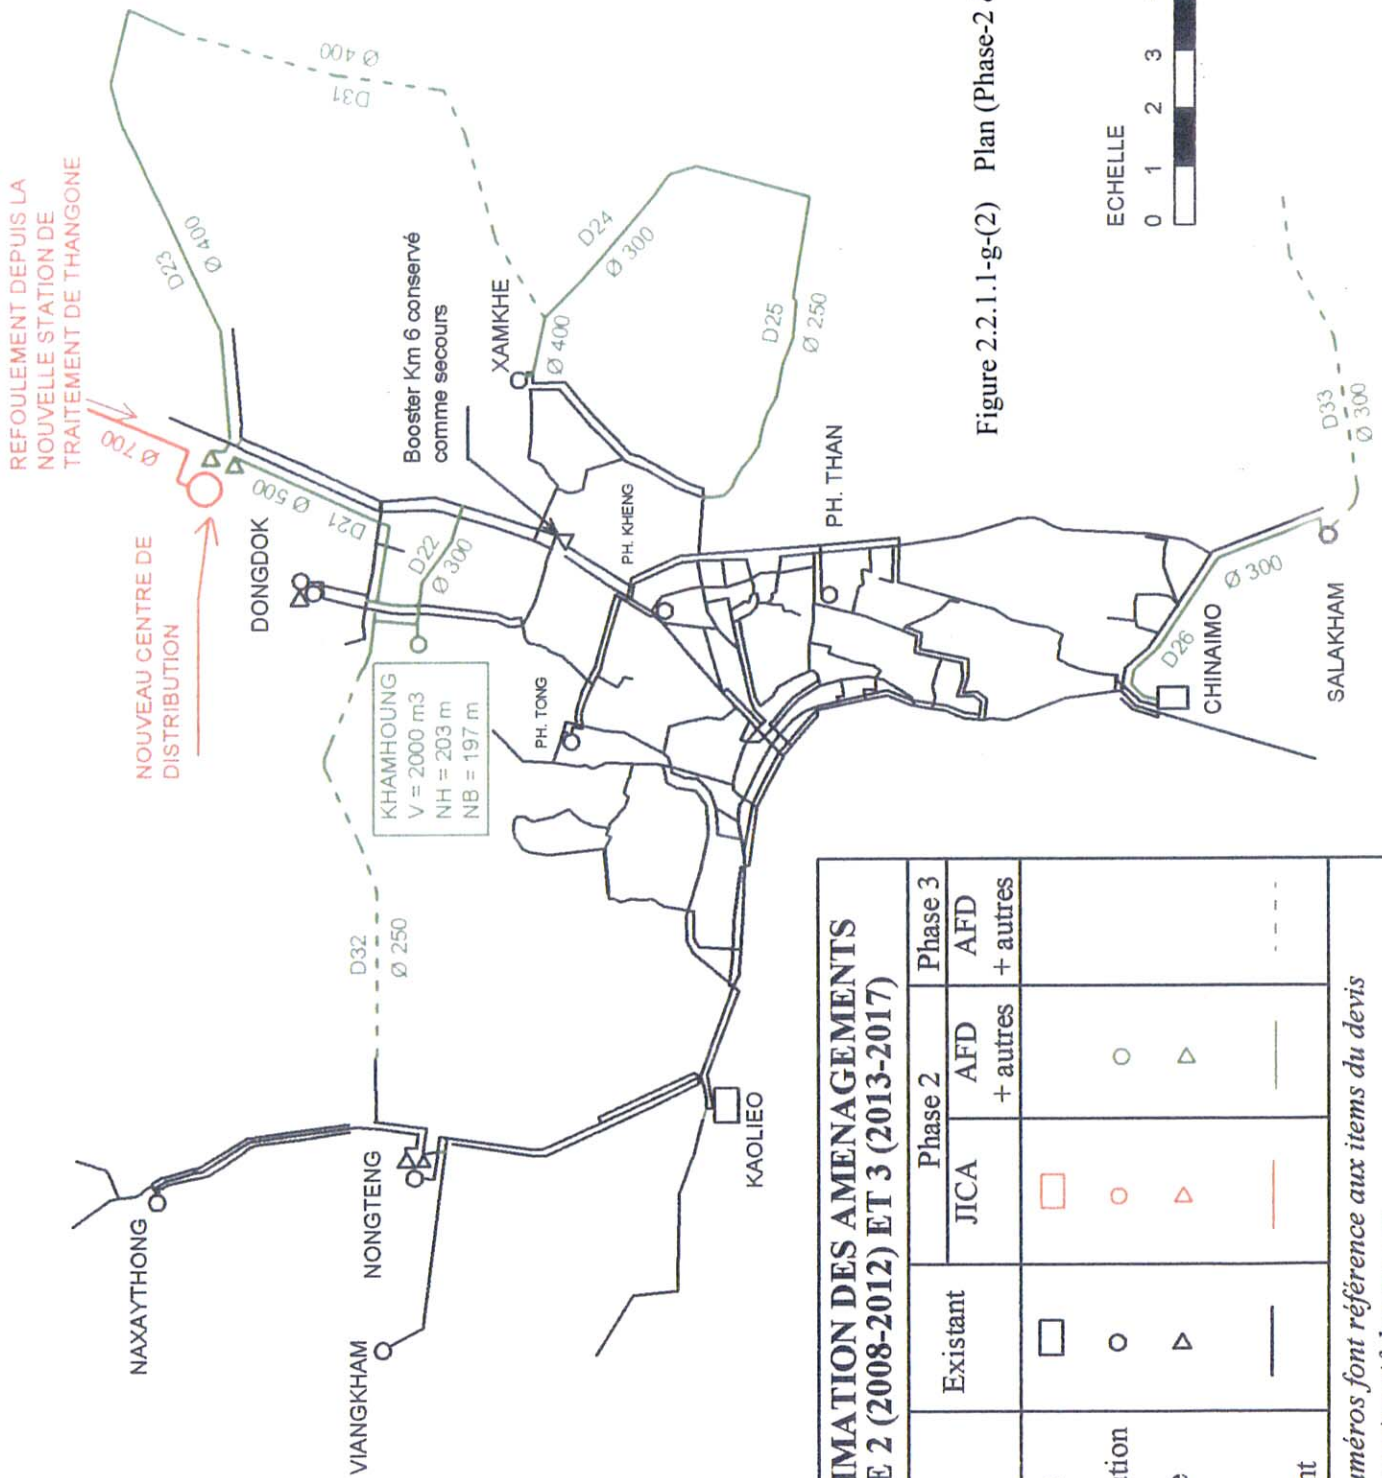 REFOULEMENT DEPUIS LA
NOUVELLE STATION DE
TRAITEMENT DE THANGONE
Ø 700
NOUVEAU CENTRE DE
DISTRIBUTION
D23
Ø 400
D31
Ø 400
D21
Ø 500
DONGDOK
D22
Ø 300
Booster Km 6 conservé
comme secours
XAMKHE
Ø 400
D24
Ø 300
D25
Ø 250
KHAMHOUNG
V = 2000 m3
NH = 203 m
NB = 197 m
PH. TONG
PH. KHENG
PH. THAN
D32
Ø 250
NAXAYTHONG
NONGTENG
VIANGKHAM
KAOLIEO
CHINAIMO
D26
Ø 300
SALAKHAM
D33
Ø 300
Figure 2.2.1.1-g-(2) Plan (Phase-2
ECHELLE
0 1 2 3
IMATION DES AMENAGEMENTS
E 2 (2008-2012) ET 3 (2013-2017)
Existant
Phase 2
Phase 3
JICA
AFD
+ autres
AFD
+ autres
tion
e
nt
méros font référence aux items du devis